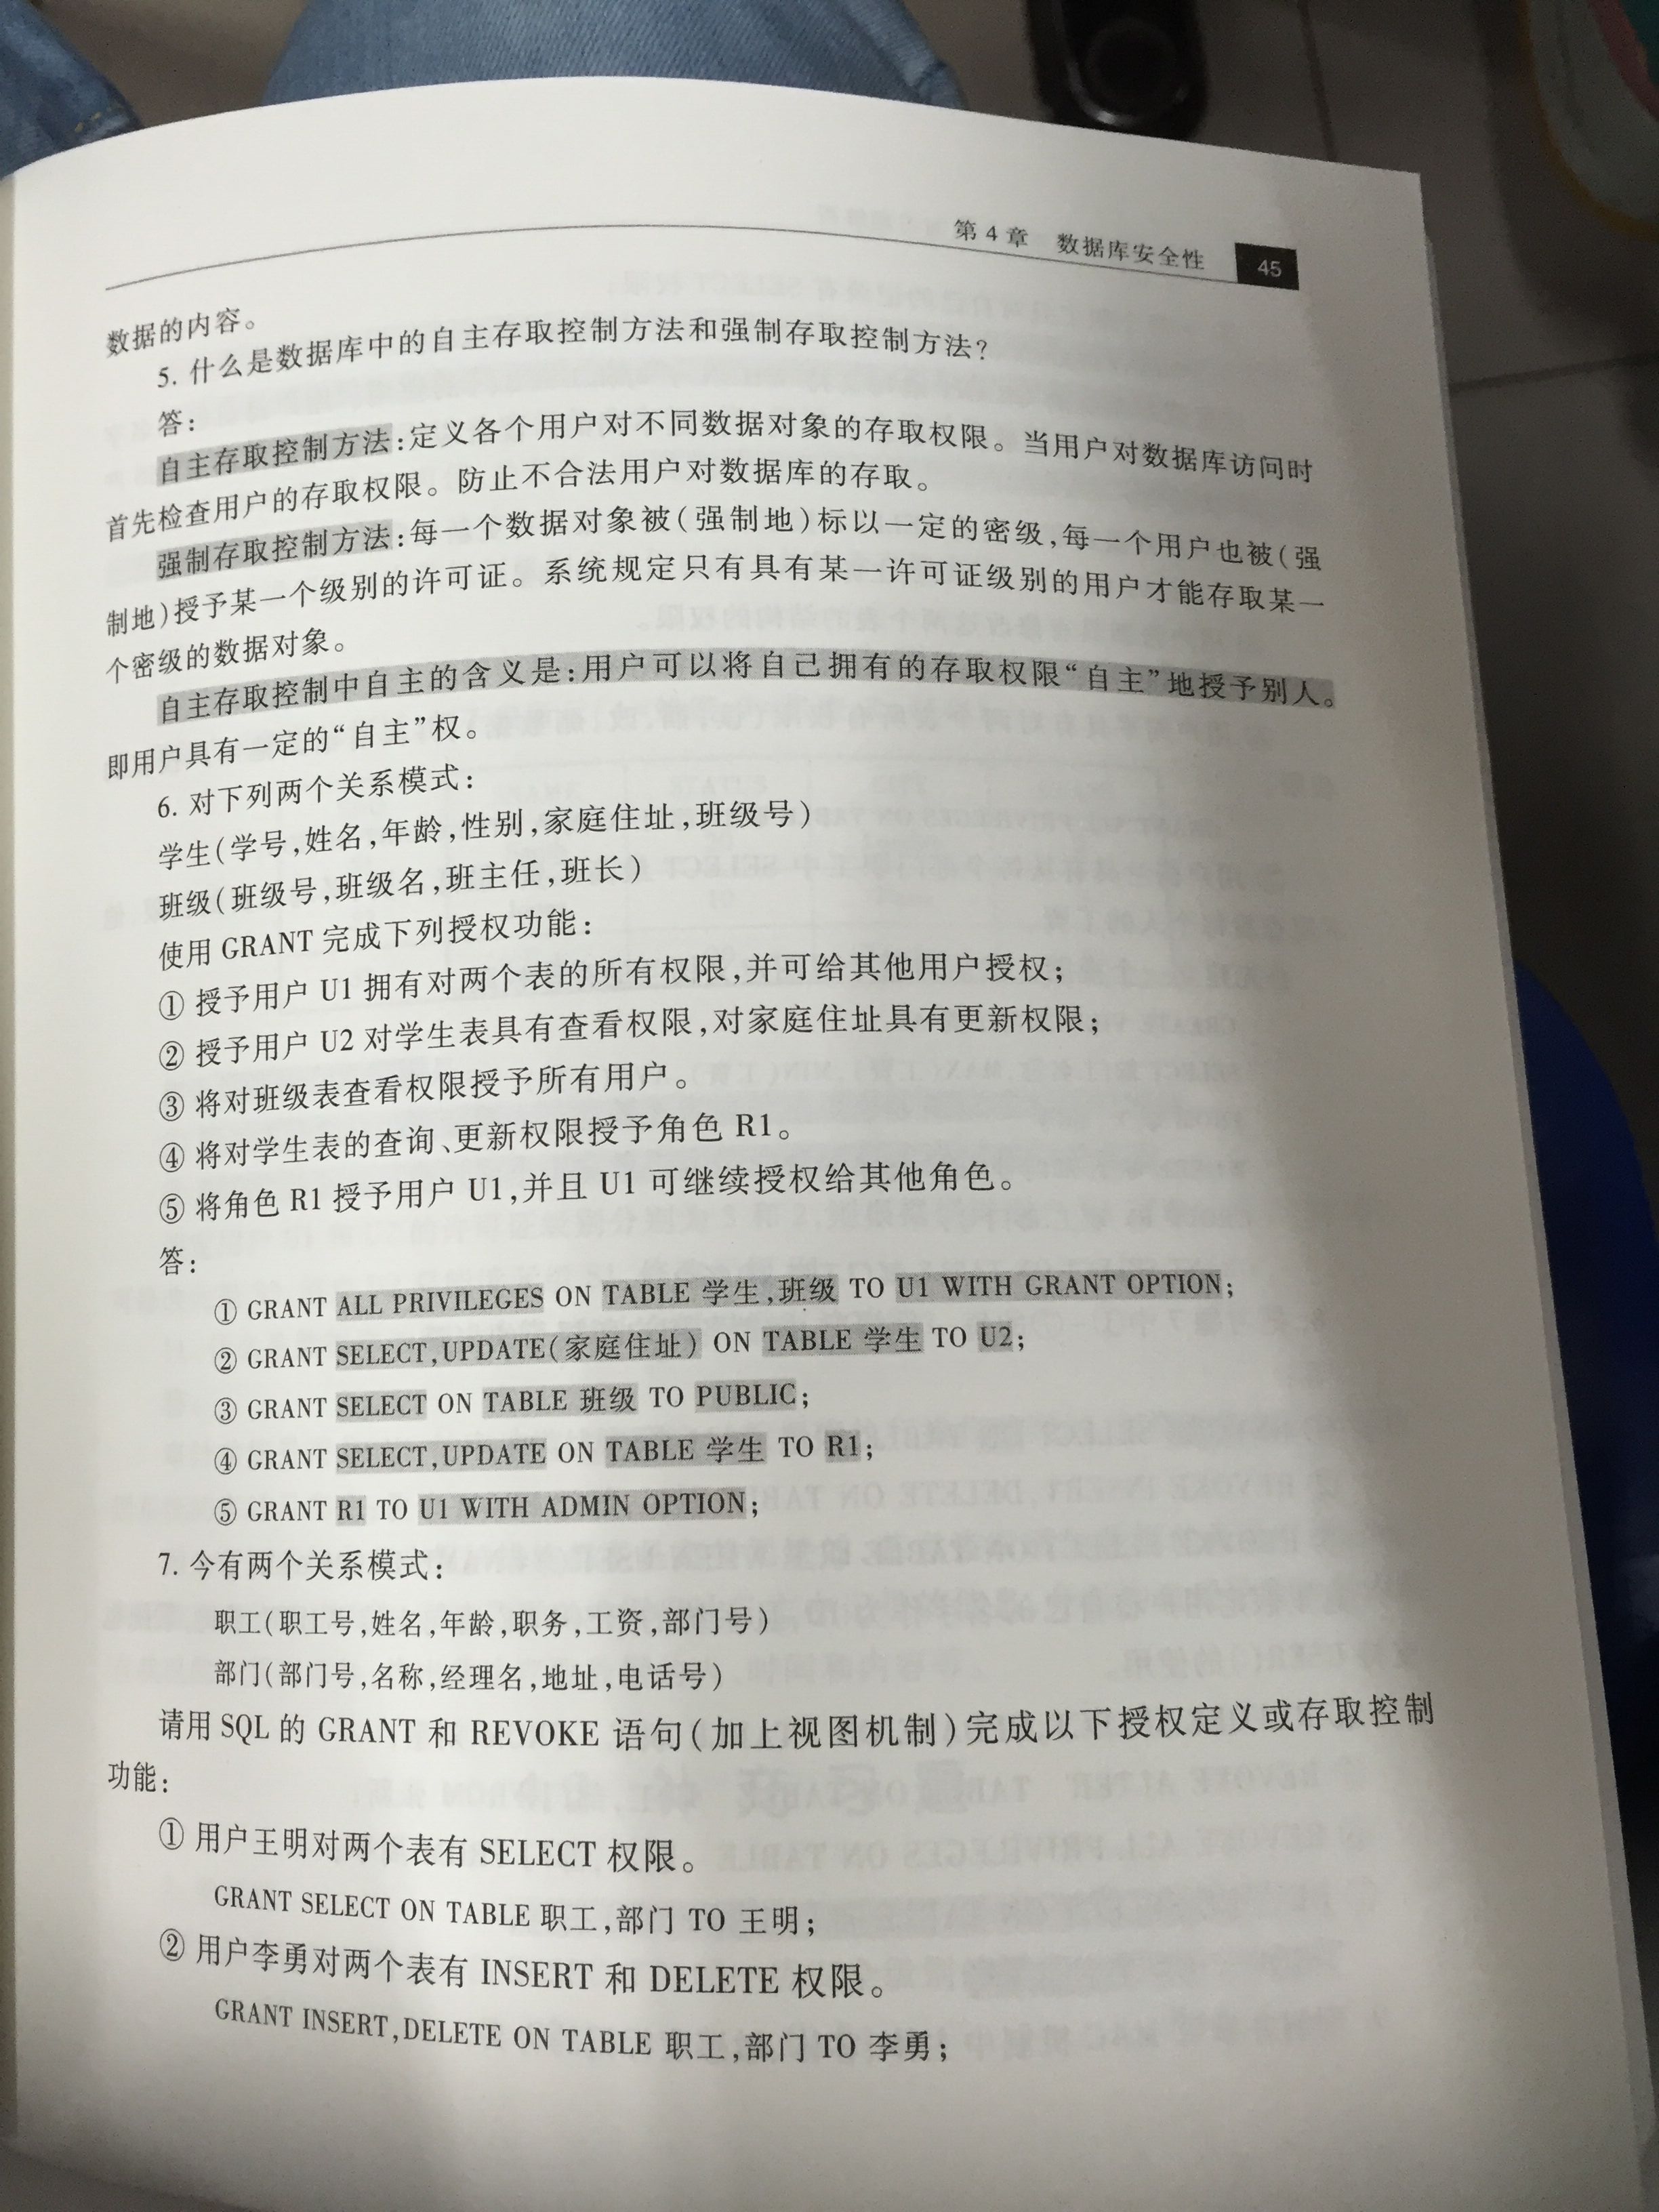 第 4 章 数据库安全性 45
数据的内容。
5. 什么是数据库中的自主存取控制方法和强制存取控制方法?
答:
自主存取控制方法:定义各个用户对不同数据对象的存取权限。当用户对数据库访问时
首先检查用户的存取权限。防止不合法用户对数据库的存取。
强制存取控制方法:每一个数据对象被(强制地)标以一定的密级,每一个用户也被(强
制地)授予某一个级别的许可证。系统规定只有具有某一许可证级别的用户才能存取某一
个密级的数据对象。
自主存取控制中自主的含义是:用户可以将自己拥有的存取权限“自主”地授予别人。
即用户具有一定的“自主”权。
6. 对下列两个关系模式:
学生(学号,姓名,年龄,性别,家庭住址,班级号)
班级(班级号,班级名,班主任,班长)
使用 GRANT 完成下列授权功能:
① 授予用户 U1 拥有对两个表的所有权限,并可给其他用户授权;
② 授予用户 U2 对学生表具有查看权限,对家庭住址具有更新权限;
③ 将对班级表查看权限授予所有用户。
④ 将对学生表的查询、更新权限授予角色 R1。
⑤ 将角色 R1 授予用户 U1,并且 U1 可继续授权给其他角色。
答:
① GRANT ALL PRIVILEGES ON TABLE 学生,班级 TO U1 WITH GRANT OPTION;
② GRANT SELECT,UPDATE(家庭住址) ON TABLE 学生 TO U2;
③ GRANT SELECT ON TABLE 班级 TO PUBLIC;
④ GRANT SELECT,UPDATE ON TABLE 学生 TO R1;
⑤ GRANT R1 TO U1 WITH ADMIN OPTION;
7. 今有两个关系模式:
职工(职工号,姓名,年龄,职务,工资,部门号)
部门(部门号,名称,经理名,地址,电话号)
请用 SQL 的 GRANT 和 REVOKE 语句(加上视图机制)完成以下授权定义或存取控制
功能:
① 用户王明对两个表有 SELECT 权限。
GRANT SELECT ON TABLE 职工,部门 TO 王明;
② 用户李勇对两个表有 INSERT 和 DELETE 权限。
GRANT INSERT,DELETE ON TABLE 职工,部门 TO 李勇;